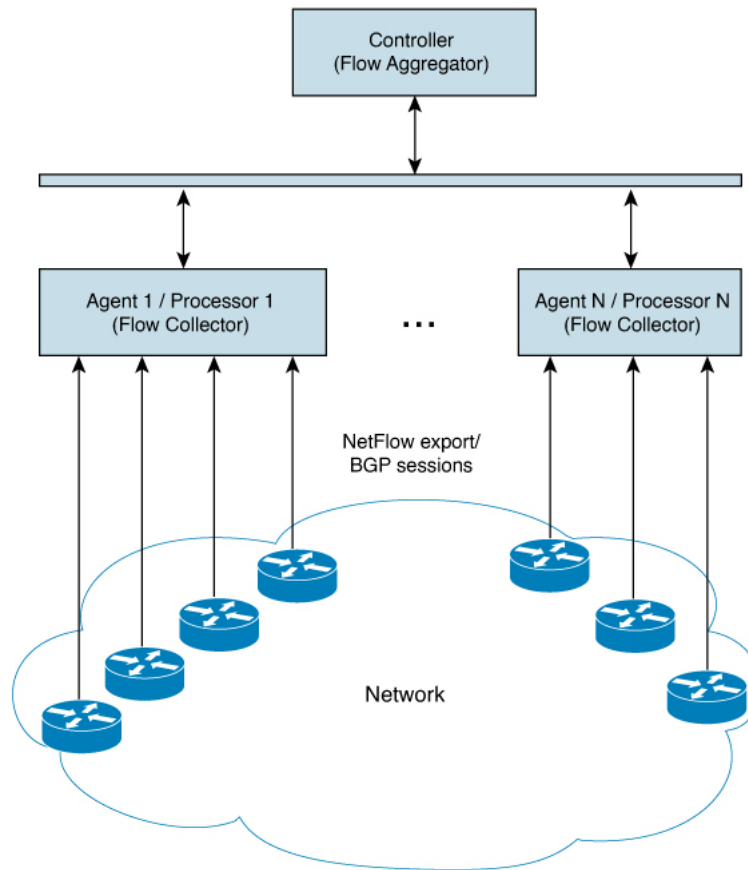 Controller
(Flow Aggregator)
Agent 1 / Processor 1
(Flow Collector)
...
Agent N / Processor N
(Flow Collector)
NetFlow export/
BGP sessions
Network